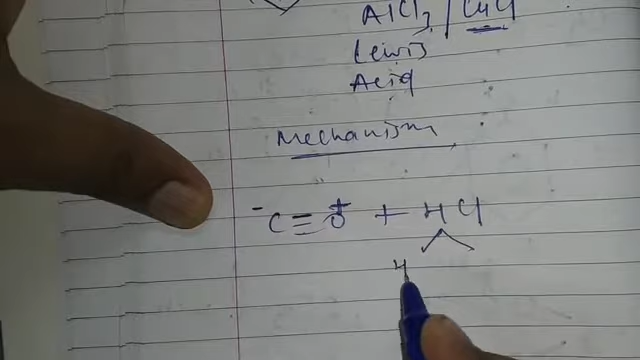 AlCl3 / CuCl
Lewis
Acid
Mechanism
-C≡O+ + HCl
H